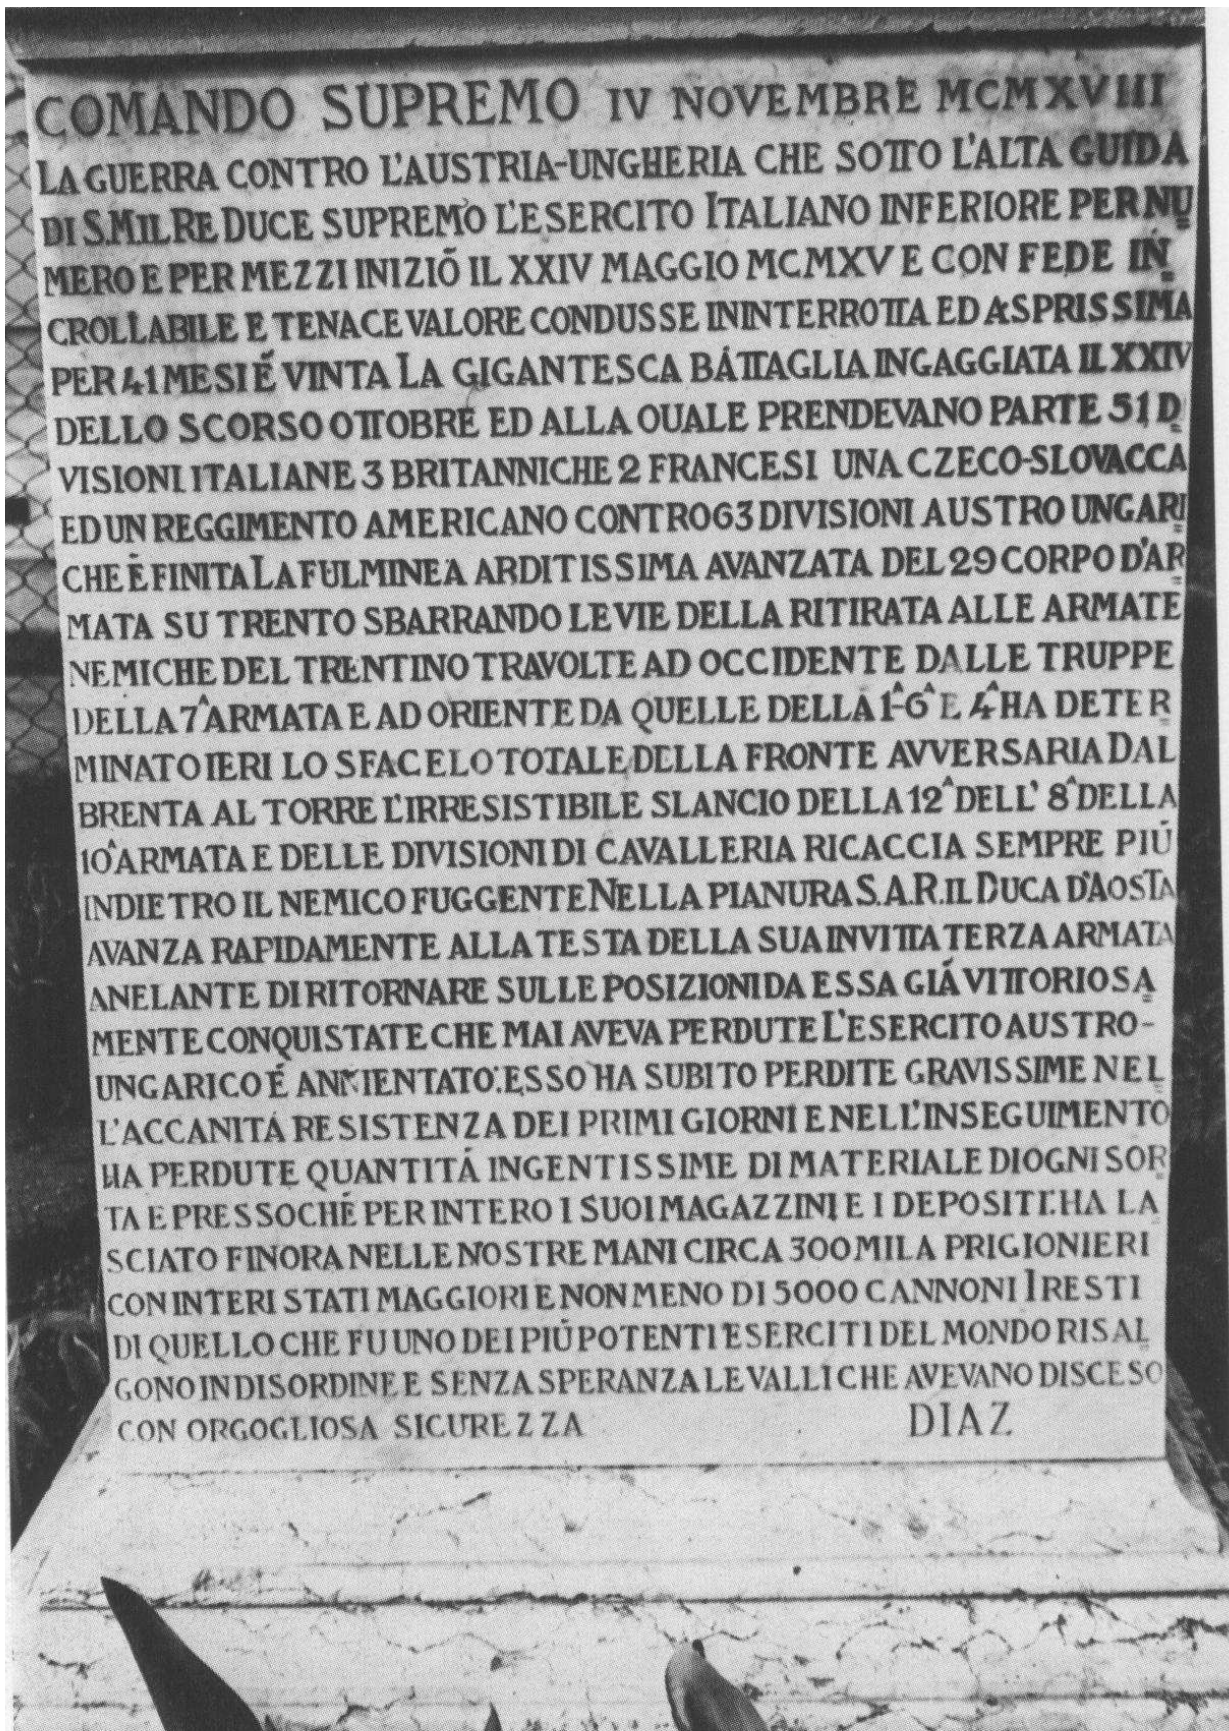 COMANDO SUPREMO IV NOVEMBRE MCMXVIII
LA GUERRA CONTRO L'AUSTRIA-UNGHERIA CHE SOTTO L'ALTA GUIDA
DI S.M.IL RE DUCE SUPREMO L'ESERCITO ITALIANO INFERIORE PER NU
MERO E PER MEZZI INIZIÒ IL XXIV MAGGIO MCMXV E CON FEDE IN
CROLLABILE E TENACE VALORE CONDUSSE ININTERROTTA ED ASPRISSIMA
PER 41 MESI É VINTA LA GIGANTESCA BATTAGLIA INGAGGIATA IL XXIV
DELLO SCORSO OTTOBRE ED ALLA QUALE PRENDEVANO PARTE 51 D
VISIONI ITALIANE 3 BRITANNICHE 2 FRANCESI UNA CZECO-SLOVACCA
ED UN REGGIMENTO AMERICANO CONTRO 63 DIVISIONI AUSTRO UNGARI
CHE È FINITA LA FULMINEA ARDITISSIMA AVANZATA DEL 29 CORPO D'AR
MATA SU TRENTO SBARRANDO LE VIE DELLA RITIRATA ALLE ARMATE
NEMICHE DEL TRENTINO TRAVOLTE AD OCCIDENTE DALLE TRUPPE
DELLA 7^ ARMATA E AD ORIENTE DA QUELLE DELLA 1^-6^ E 4^ HA DETER
MINATO IERI LO SFACELO TOTALE DELLA FRONTE AVVERSARIA DAL
BRENTA AL TORRE L'IRRESISTIBILE SLANCIO DELLA 12^ DELL' 8^ DELLA
10^ ARMATA E DELLE DIVISIONI DI CAVALLERIA RICACCIA SEMPRE PIÚ
INDIETRO IL NEMICO FUGGENTE NELLA PIANURA S.A.R. IL DUCA D'AOSTA
AVANZA RAPIDAMENTE ALLA TESTA DELLA SUA INVITTA TERZA ARMATA
ANELANTE DI RITORNARE SULLE POSIZIONI DA ESSA GIÁ VITTORIOSA
MENTE CONQUISTATE CHE MAI AVEVA PERDUTE L'ESERCITO AUSTRO-
UNGARICO É ANNIENTATO: ESSO HA SUBITO PERDITE GRAVISSIME NEL
L'ACCANITA RESISTENZA DEI PRIMI GIORNI E NELL'INSEGUIMENTO
HA PERDUTE QUANTITÁ INGENTISSIME DI MATERIALE DI OGNI SOR
TA E PRESSOCHÉ PER INTERO I SUOI MAGAZZINI E I DEPOSITI. HA LA
SCIATO FINORA NELLE NOSTRE MANI CIRCA 300 MILA PRIGIONIERI
CON INTERI STATI MAGGIORI E NON MENO DI 5000 CANNONI I RESTI
DI QUELLO CHE FU UNO DEI PIÚ POTENTI ESERCITI DEL MONDO RISAL
GONO IN DISORDINE E SENZA SPERANZA LE VALLI CHE AVEVANO DISCESO
CON ORGOGLIOSA SICUREZZA DIAZ